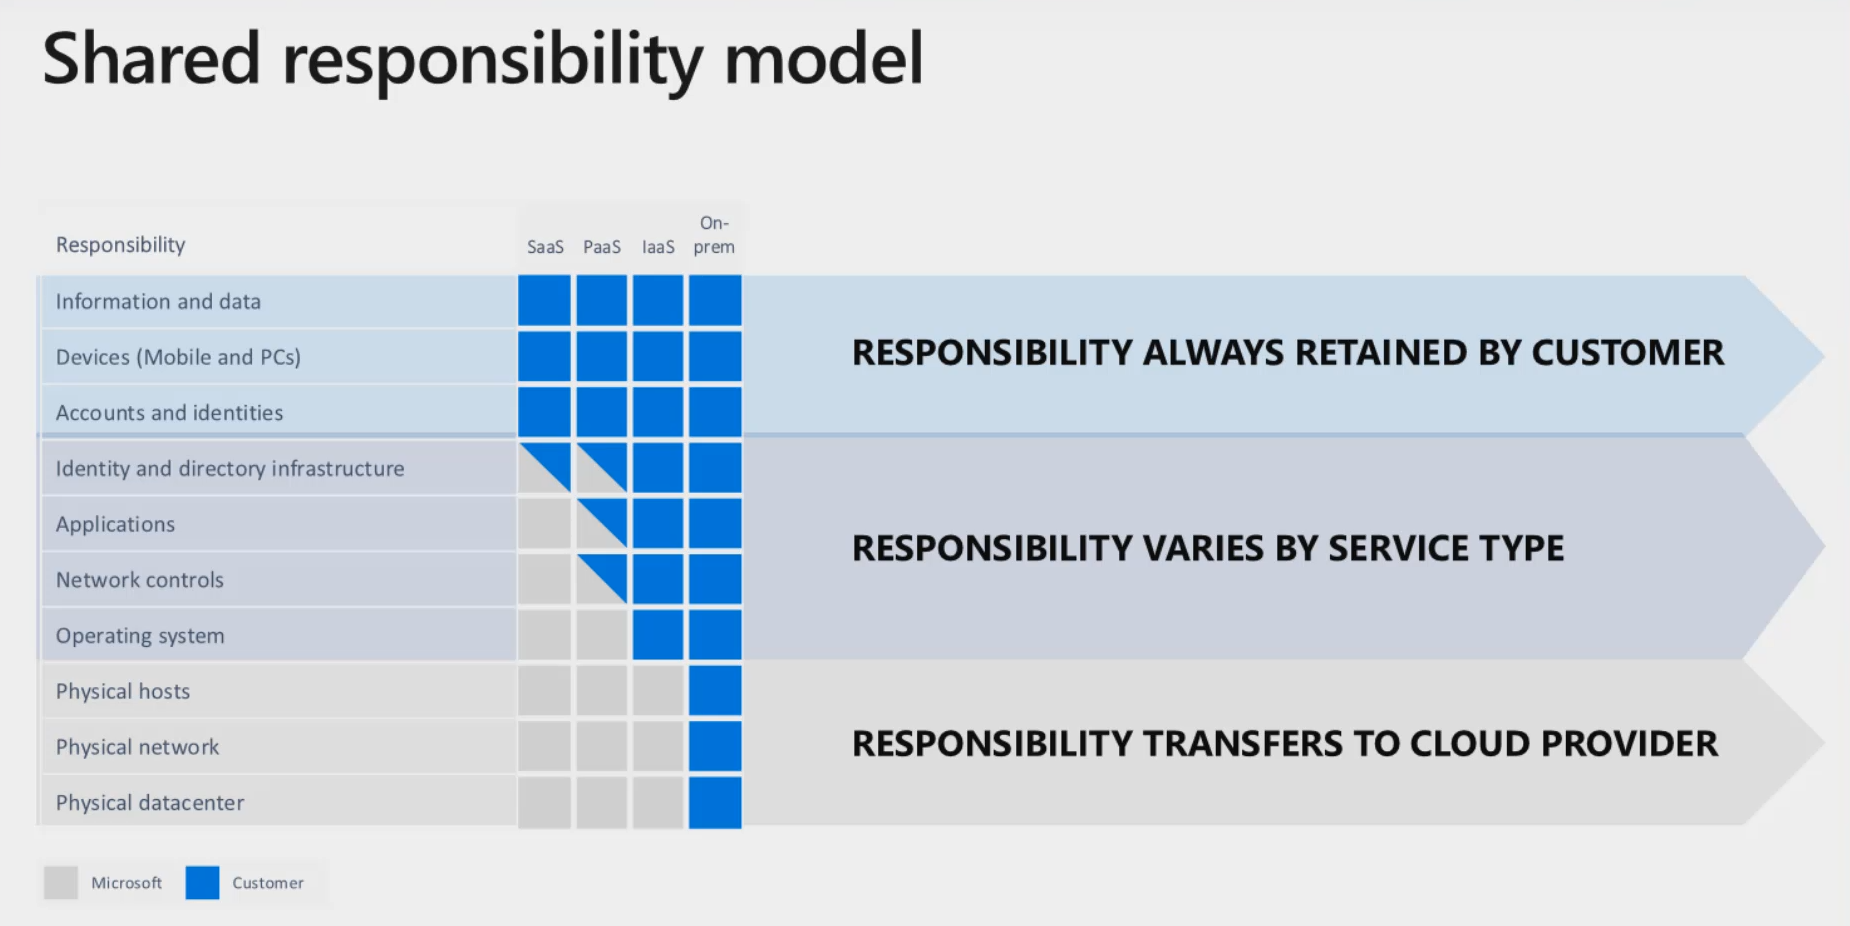 Shared responsibility model
Responsibility
SaaS PaaS IaaS On-
prem
Information and data
Devices (Mobile and PCs)
Accounts and identities
RESPONSIBILITY ALWAYS RETAINED BY CUSTOMER
Identity and directory infrastructure
Applications
Network controls
Operating system
RESPONSIBILITY VARIES BY SERVICE TYPE
Physical hosts
Physical network
Physical datacenter
RESPONSIBILITY TRANSFERS TO CLOUD PROVIDER
Microsoft Customer